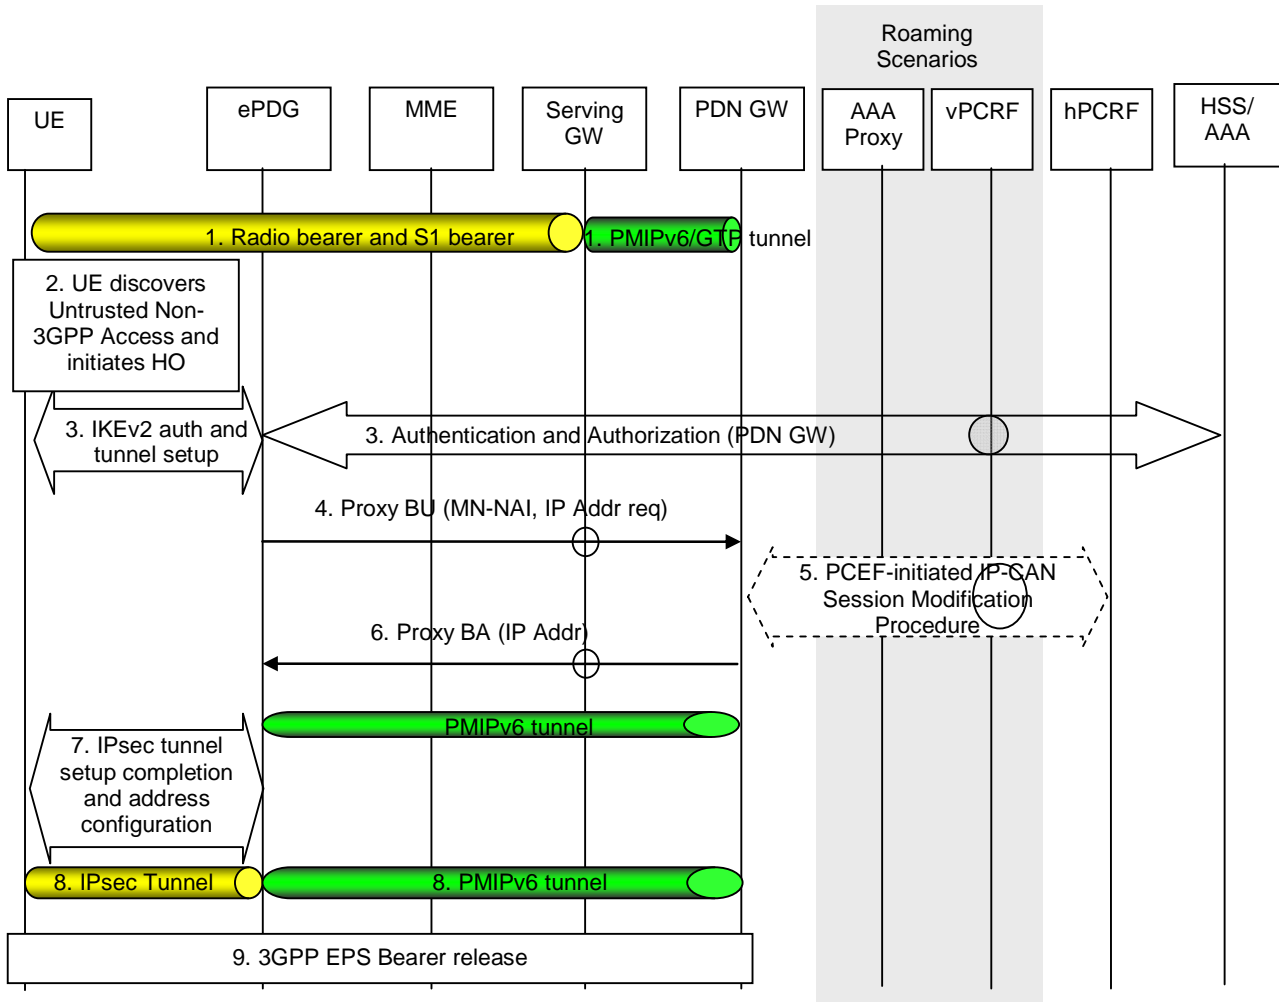 Roaming
Scenarios
UE
ePDG
MME
Serving
GW
PDN GW
AAA
Proxy
vPCRF
hPCRF
HSS/
AAA
1. Radio bearer and S1 bearer
1. PMIPv6/GTP tunnel
2. UE discovers
Untrusted Non-
3GPP Access and
initiates HO
3. IKEv2 auth and
tunnel setup
3. Authentication and Authorization (PDN GW)
4. Proxy BU (MN-NAI, IP Addr req)
5. PCEF-initiated IP-CAN
Session Modification
Procedure
6. Proxy BA (IP Addr)
PMIPv6 tunnel
7. IPsec tunnel
setup completion
and address
configuration
8. IPsec Tunnel
8. PMIPv6 tunnel
9. 3GPP EPS Bearer release